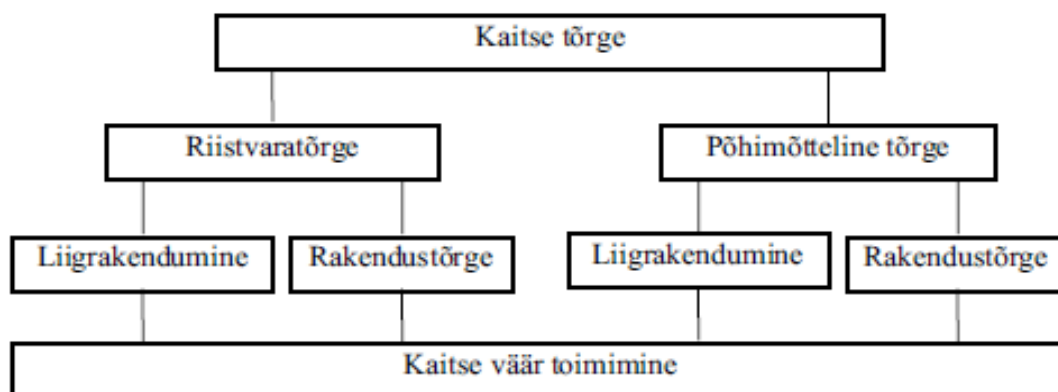 Kaitse tõrge
Riistvaratõrge
Põhimõtteline tõrge
Liigrakendumine
Rakendustõrge
Liigrakendumine
Rakendustõrge
Kaitse väär toimimine